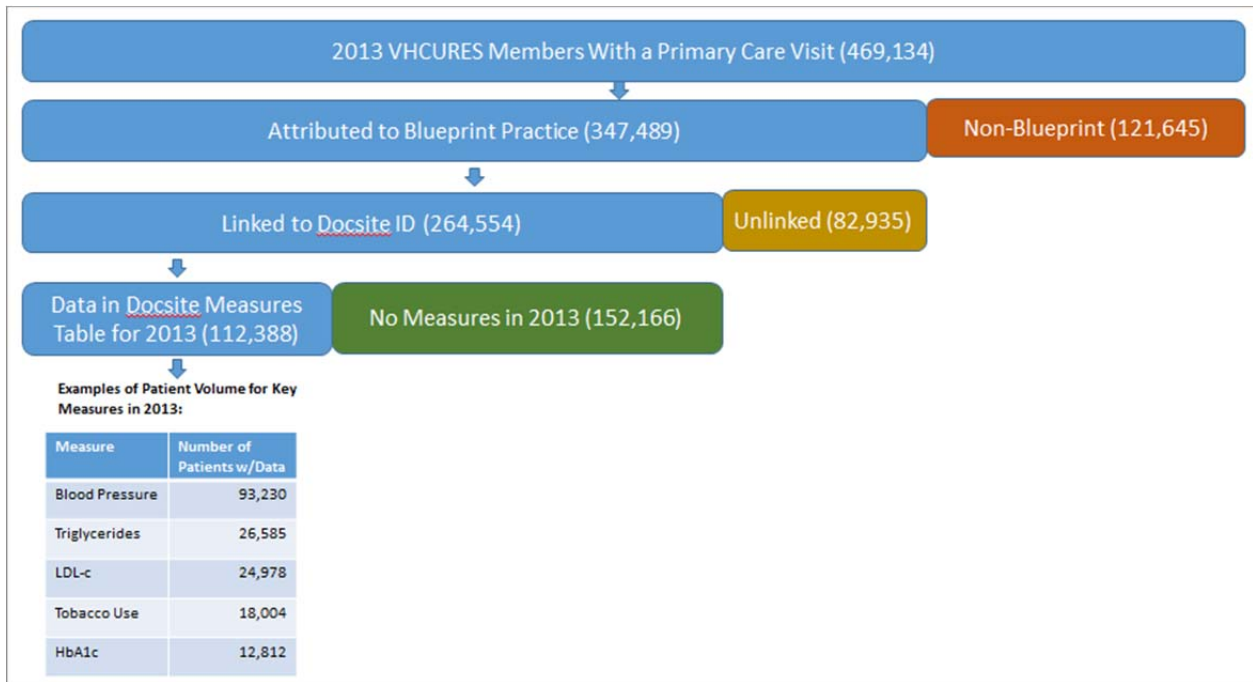 2013 VHCURES Members With a Primary Care Visit (469,134)
Attributed to Blueprint Practice (347,489)
Non-Blueprint (121,645)
Linked to Docsite ID (264,554)
Unlinked (82,935)
Data in Docsite Measures
Table for 2013 (112,388)
No Measures in 2013 (152,166)
Examples of Patient Volume for Key
Measures in 2013:
Measure
Number of
Patients w/Data
Blood Pressure 93,230
Triglycerides 26,585
LDL-c 24,978
Tobacco Use 18,004
HbA1c 12,812